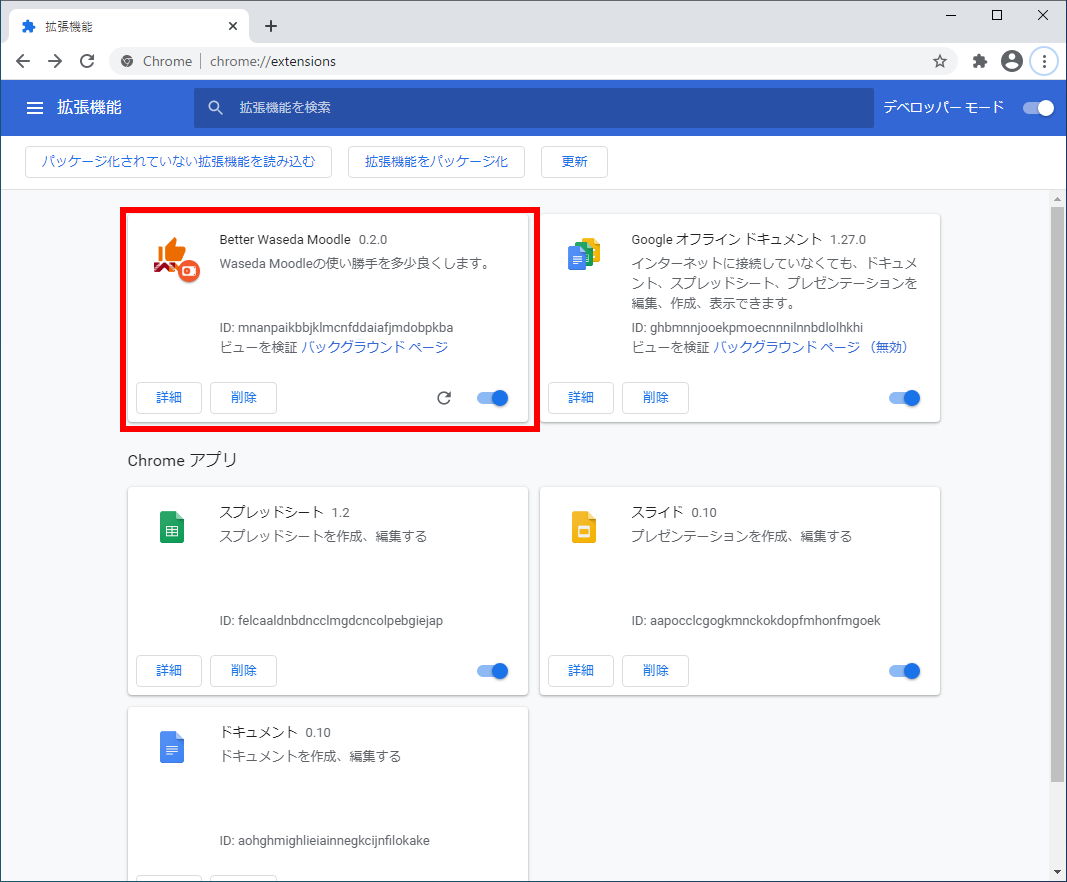 拡張機能
Chrome chrome://extensions
拡張機能 拡張機能を検索 デベロッパー モード
パッケージ化されていない拡張機能を読み込む 拡張機能をパッケージ化 更新
Better Waseda Moodle 0.2.0
Waseda Moodleの使い勝手を多少良くします。
ID: mnanpaikbbjklmcnfddaiafjmdobpkba
ビューを検証 バックグラウンド ページ
詳細 削除
Google オフライン ドキュメント 1.27.0
インターネットに接続していなくても、ドキュメ
ント、スプレッドシート、プレゼンテーションを
編集、作成、表示できます。
ID: ghbmnnjooekpmoecnnnilnnbdlolhkhi
ビューを検証 バックグラウンド ページ （無効）
詳細 削除
Chrome アプリ
スプレッドシート 1.2
スプレッドシートを作成、編集する
ID: felcaaldnbdncclmgdcncolpebgiejap
詳細 削除
スライド 0.10
プレゼンテーションを作成、編集する
ID: aapocclcgogkmnckokdopfmhonfmgoek
詳細 削除
ドキュメント 0.10
ドキュメントを作成、編集する
ID: aohghmighlieiainnegkcijnfilokake